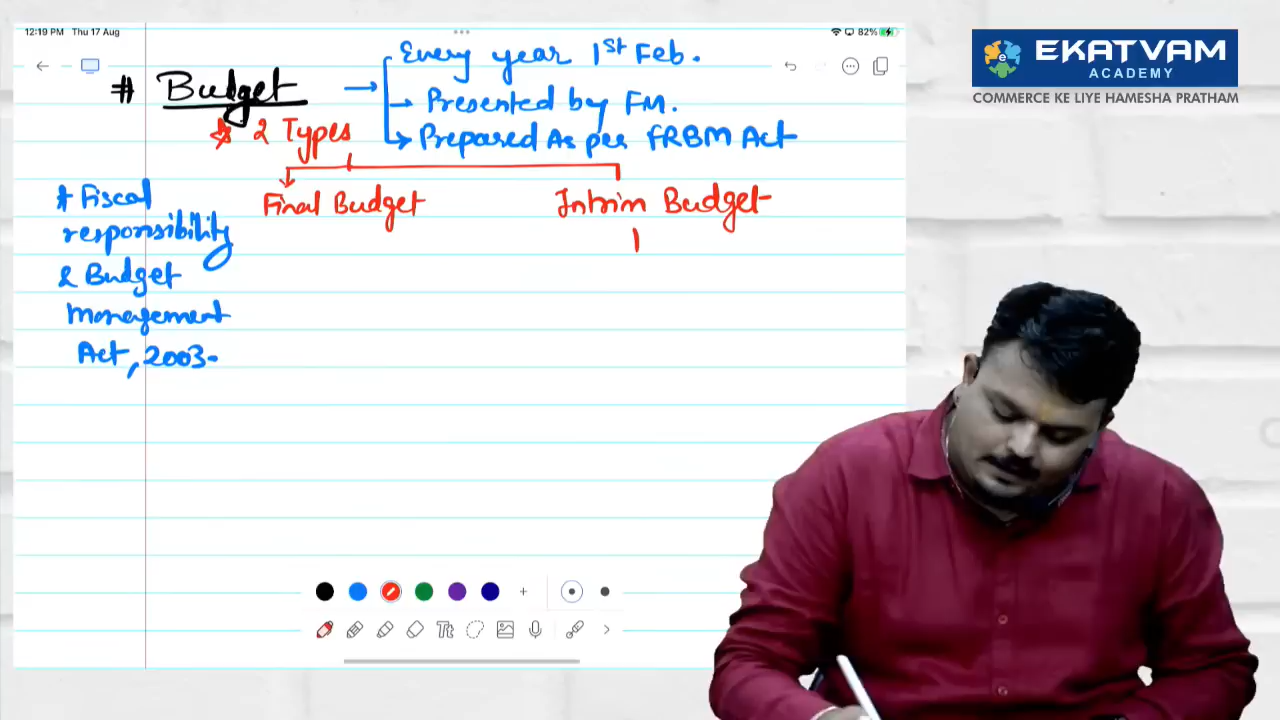 12:19 PM Thu 17 Aug
82%
EKATVAM
ACADEMY
COMMERCE KE LIYE HAMESHA PRATHAM
# Budget
Every year 1st Feb.
Presented by FM.
Prepared As per FRBM Act
2 Types
Final Budget
Intrim Budget
* Fiscal
responsibility
& Budget
Management
Act, 2003.
Tt